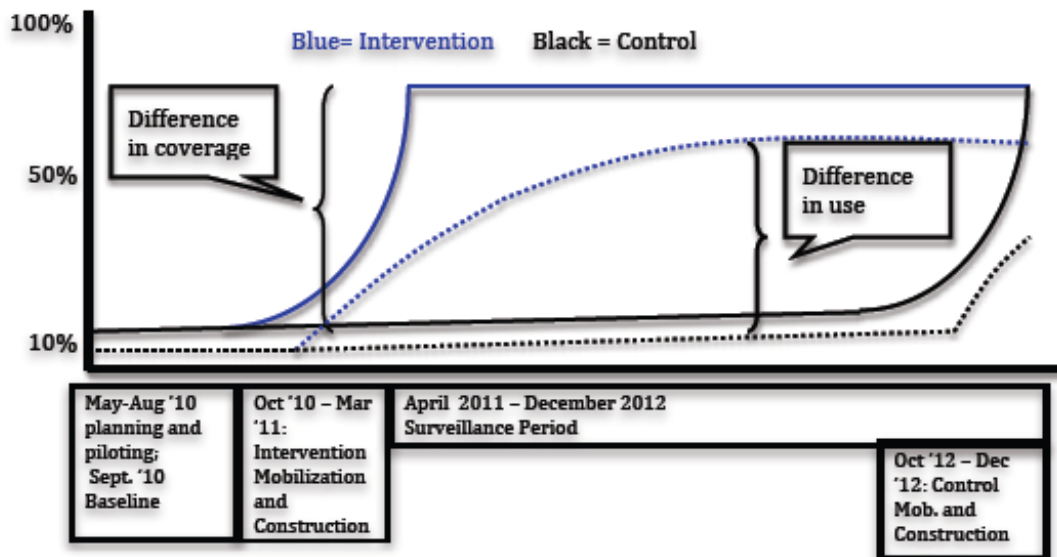 100%
Blue= Intervention Black = Control
Difference
in coverage
50%
Difference
in use
10%
May-Aug '10
planning and
piloting;
Sept. '10
Baseline
Oct '10 – Mar
'11:
Intervention
Mobilization
and
Construction
April 2011 – December 2012
Surveillance Period
Oct '12 – Dec
'12: Control
Mob. and
Construction